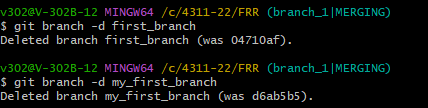 v302@V-302B-12 MINGW64 /c/4311-22/FRR (branch_1|MERGING)
$ git branch -d first_branch
Deleted branch first_branch (was 04710af).
v302@V-302B-12 MINGW64 /c/4311-22/FRR (branch_1|MERGING)
$ git branch -d my_first_branch
Deleted branch my_first_branch (was d6ab5b5).